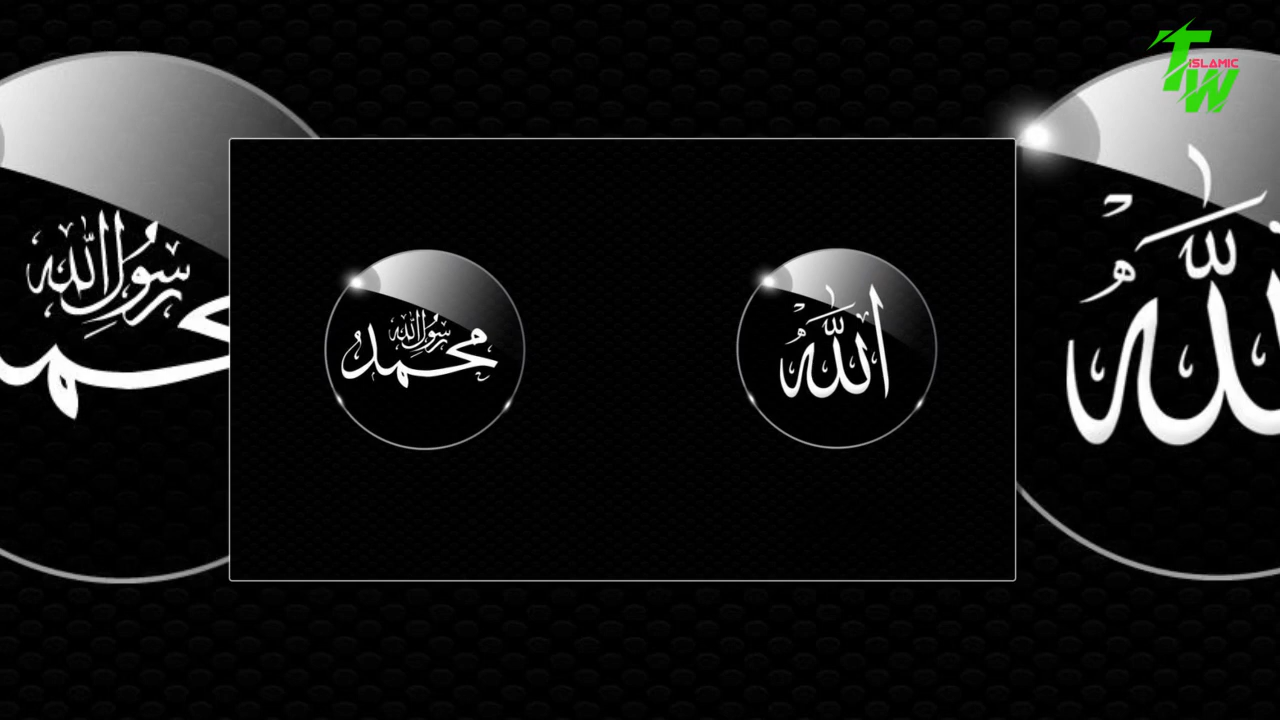 TW
ISLAMIC
الله
محمد
رسول الله
الله
محمد
رسول الله